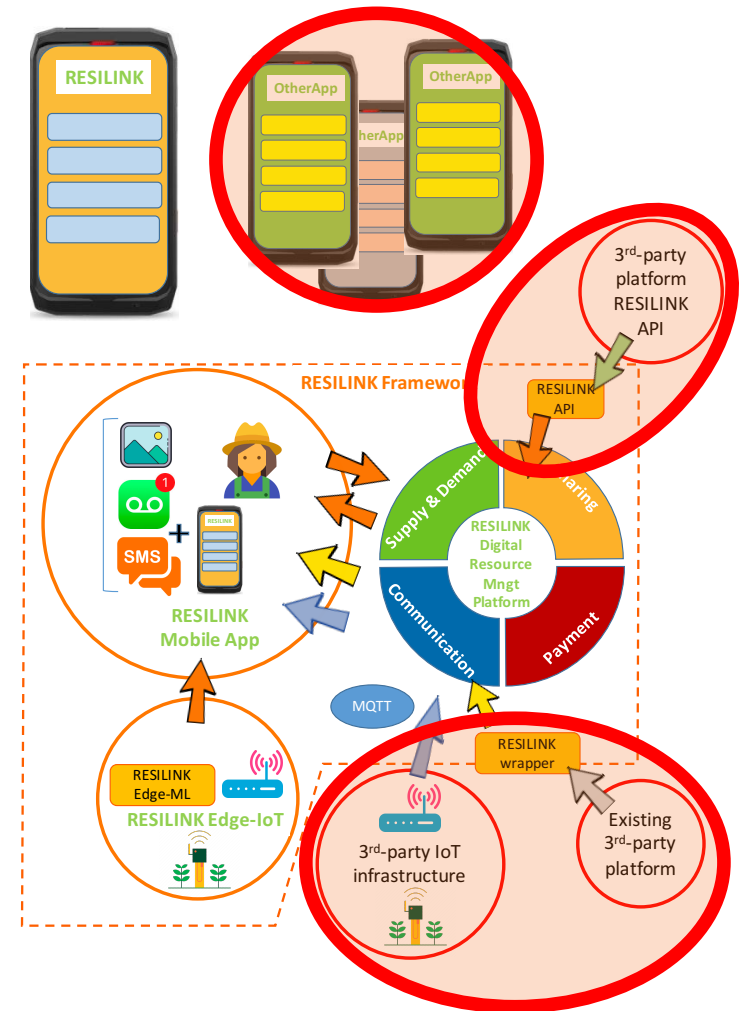 RESILINK
OtherApp
OtherApp
herApp
3rd-party
platform
RESILINK
API
RESILINK Framework
RESILINK
API
1
SMS
RESILINK
RESILINK
Mobile App
Supply & Demand
haring
RESILINK
Digital
Resource
Mngt
Platform
Communication
Payment
MQTT
RESILINK
wrapper
RESILINK
Edge-ML
RESILINK Edge-IoT
3rd-party IoT
infrastructure
Existing
3rd-party
platform